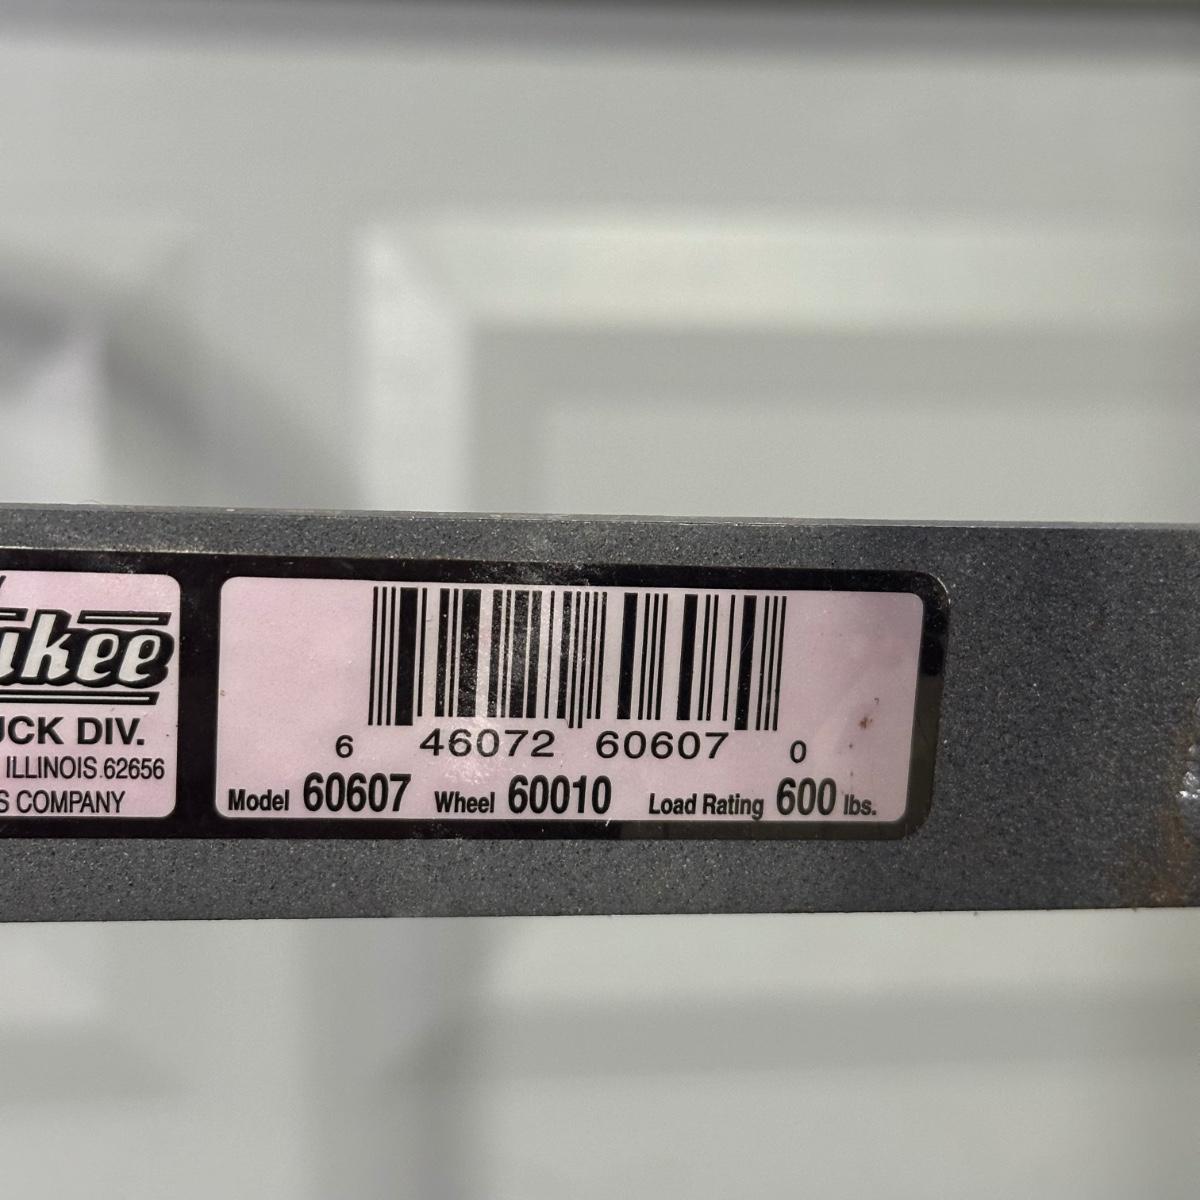 ukee
UCK DIV.
ILLINOIS 62656
S COMPANY
6 46072 60607 0
Model 60607 Wheel 60010 Load Rating 600 lbs.